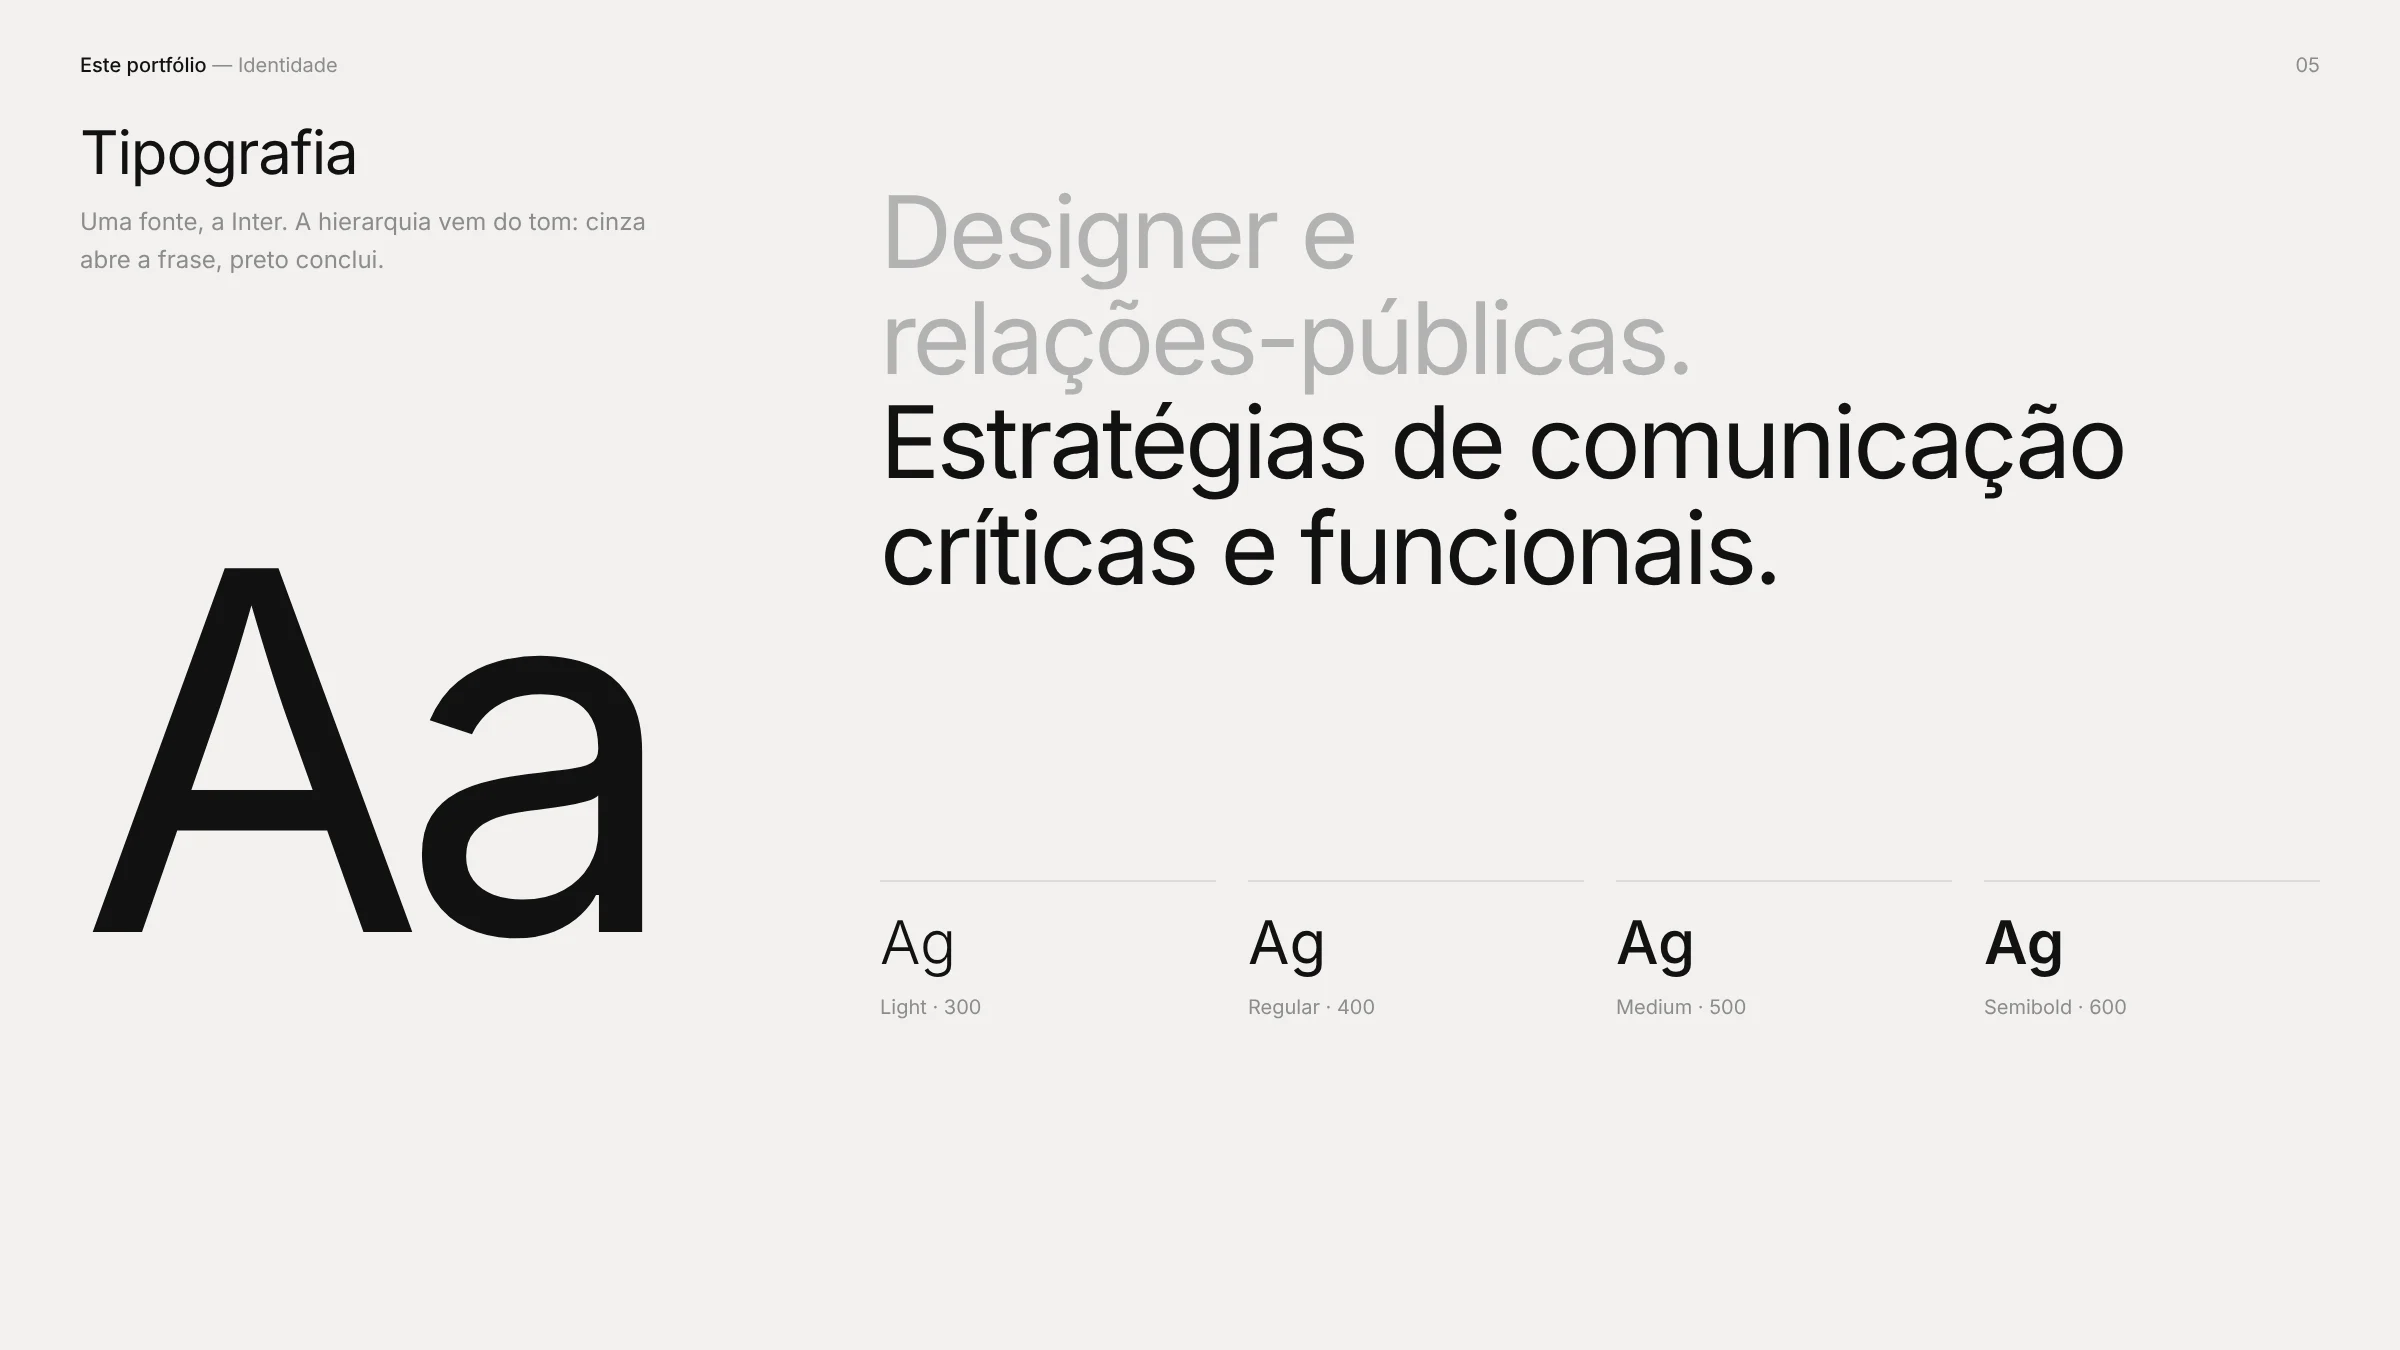 Este portfólio — Identidade
05
Tipografia
Uma fonte, a Inter. A hierarquia vem do tom: cinza
abre a frase, preto conclui.
Designer e
relações-públicas.
Estratégias de comunicação
críticas e funcionais.
Aa
Ag
Light · 300
Ag
Regular · 400
Ag
Medium · 500
Ag
Semibold · 600